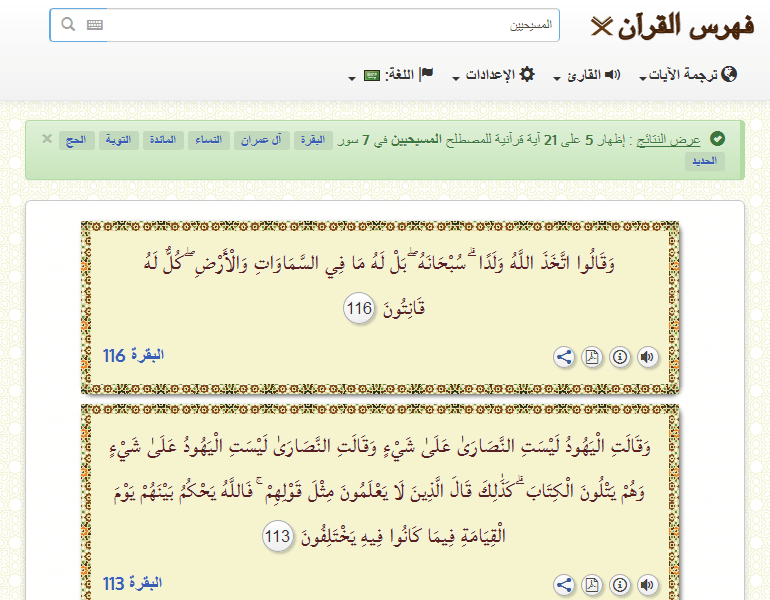 فهرس القرآن
المسيحيين
ترجمة الآيات
القارئ
الإعدادات
اللغة:
عرض النتائج : إظهار 5 على 21 آية قرآنية للمصطلح المسيحيين في 7 سور البقرة آل عمران النساء المائدة التوبة الحج ×
الحديد
وَقَالُوا اتَّخَذَ اللَّهُ وَلَدًا ۗ سُبْحَانَهُ ۖ بَلْ لَهُ مَا فِي السَّمَاوَاتِ وَالْأَرْضِ ۖ كُلٌّ لَهُ
قَانِتُونَ 116
البقرة 116
وَقَالَتِ الْيَهُودُ لَيْسَتِ النَّصَارَىٰ عَلَىٰ شَيْءٍ وَقَالَتِ النَّصَارَىٰ لَيْسَتِ الْيَهُودُ عَلَىٰ شَيْءٍ
وَهُمْ يَتْلُونَ الْكِتَابَ ۗ كَذَٰلِكَ قَالَ الَّذِينَ لَا يَعْلَمُونَ مِثْلَ قَوْلِهِمْ ۚ فَاللَّهُ يَحْكُمُ بَيْنَهُمْ يَوْمَ
الْقِيَامَةِ فِيمَا كَانُوا فِيهِ يَخْتَلِفُونَ 113
البقرة 113